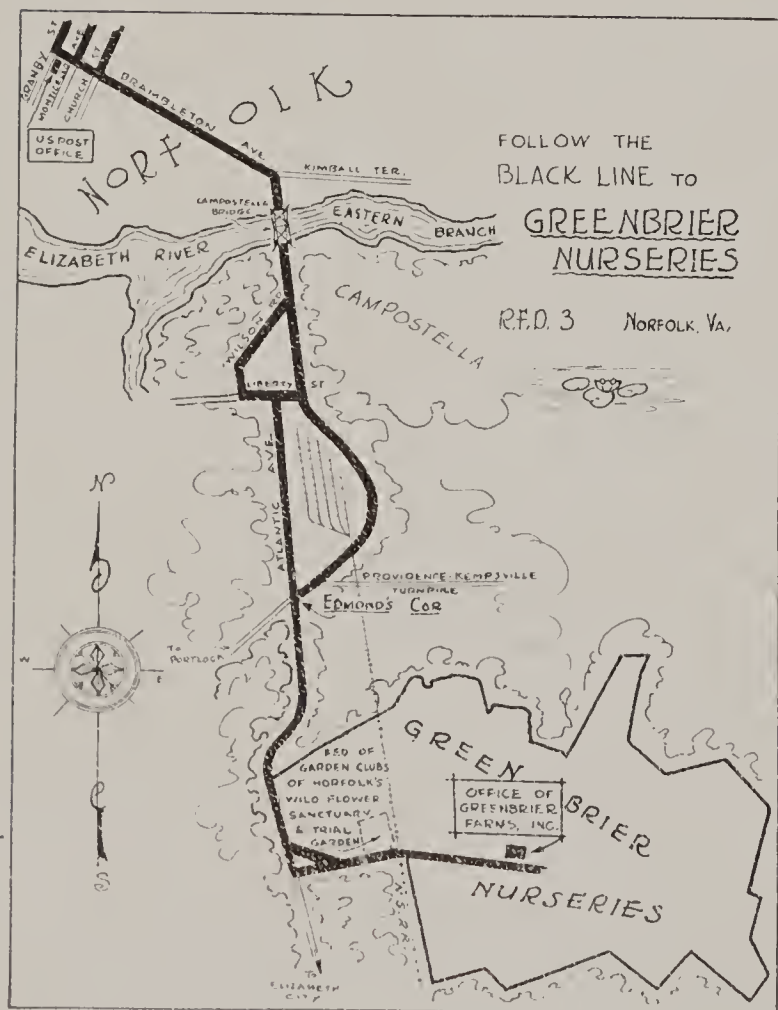 GRANBY ST
MONTICELLO AVE
CHURCH ST
BRAMBLETON
AVE.
US POST
OFFICE
NORFOLK
KIMBALL TER.
CAMPOSTELLA
BRIDGE
EASTERN
BRANCH
ELIZABETH RIVER
FOLLOW THE
BLACK LINE TO
GREENBRIER
NURSERIES
R.F.D. 3 NORFOLK, VA,
CAMPOSTELLA
WILSON RD
LIBERTY ST
ATLANTIC AVE.
PROVIDENCE-KEMPSVILLE
TURNPIKE
EDMOND'S COR
TO
PORTLOCK
N
W
E
S
FED OF
GARDEN CLUBS
OF NORFOLK'S
WILD FLOWER
SANCTUARY
& TRIAL
GARDEN
GREEN BRIER
NURSERIES
OFFICE OF
GREENBRIER
FARMS, INC.
N.S.R.R.
TO
ELIZABETH
CITY